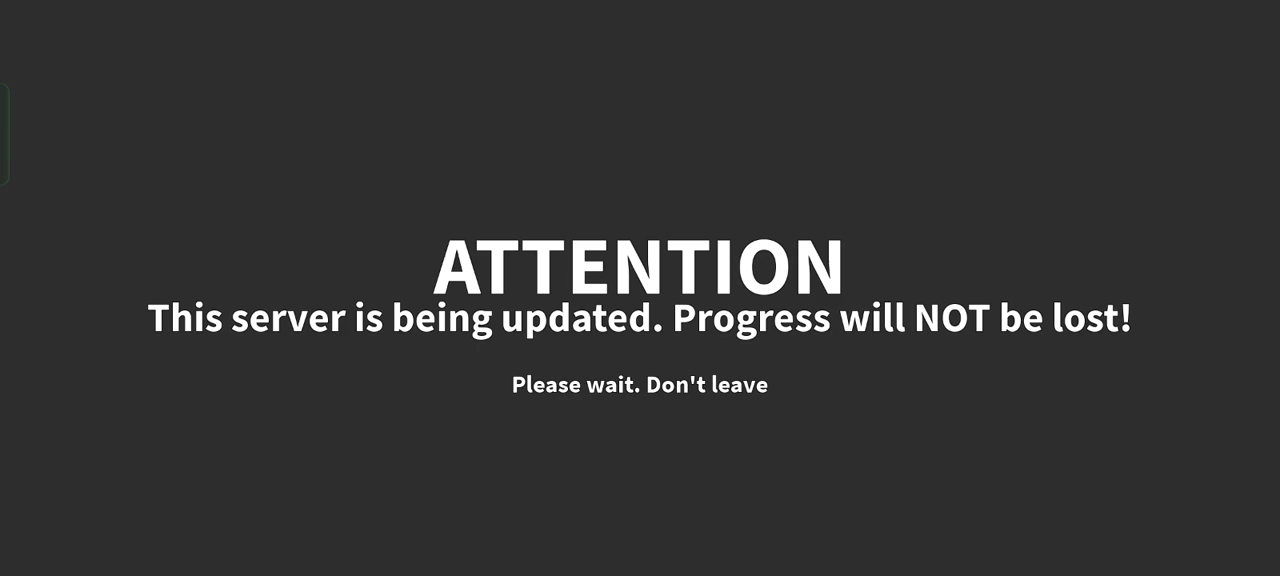 ATTENTION
This server is being updated. Progress will NOT be lost!
Please wait. Don't leave